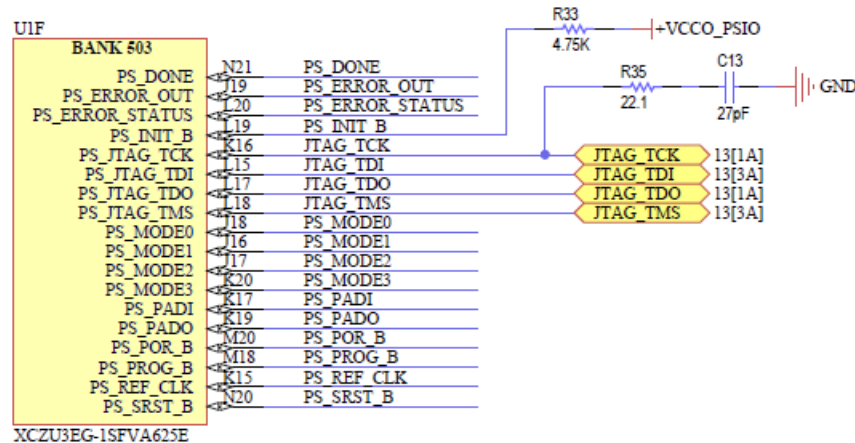 U1F
BANK 503
R33
4.75K
+VCCO_PSIO
C13
27pF
R35
22.1
GND
PS_DONE N21 PS_DONE
PS_ERROR_OUT J19 PS_ERROR_OUT
PS_ERROR_STATUS L20 PS_ERROR_STATUS
PS_INIT_B L19 PS_INIT_B
PS_JTAG_TCK K16 JTAG_TCK JTAG_TCK 13[1A]
PS_JTAG_TDI L15 JTAG_TDI JTAG_TDI 13[3A]
PS_JTAG_TDO L17 JTAG_TDO JTAG_TDO 13[1A]
PS_JTAG_TMS L18 JTAG_TMS JTAG_TMS 13[3A]
PS_MODE0 J18 PS_MODE0
PS_MODE1 J16 PS_MODE1
PS_MODE2 J17 PS_MODE2
PS_MODE3 K20 PS_MODE3
PS_PADI K17 PS_PADI
PS_PADO K19 PS_PADO
PS_POR_B M20 PS_POR_B
PS_PROG_B M18 PS_PROG_B
PS_REF_CLK K15 PS_REF_CLK
PS_SRST_B N20 PS_SRST_B
XCZU3EG-1SFVA625E